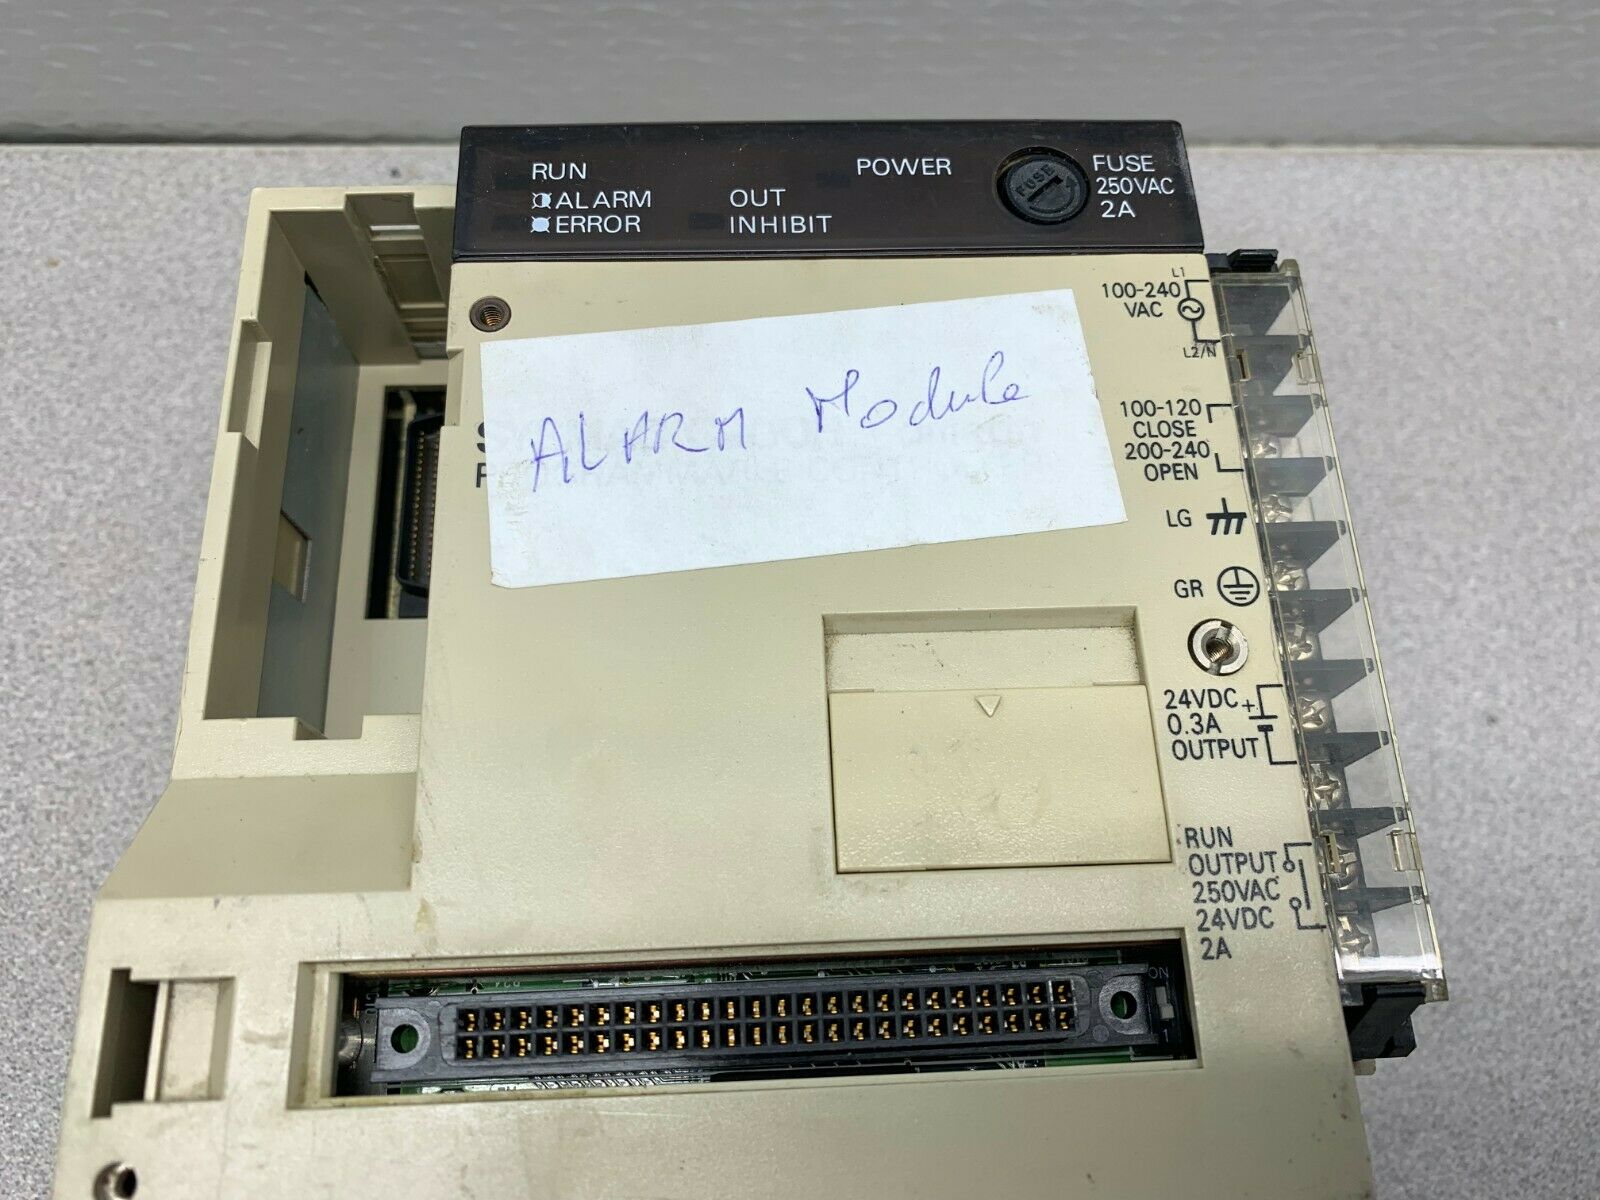 RUN
ALARM
ERROR
OUT
INHIBIT
POWER
FUSE
FUSE
250VAC
2A
L1
100-240
VAC
L2/N
ALARM Module
100-120
CLOSE
200-240
OPEN
LG
GR
24VDC +
0.3A
OUTPUT
RUN
OUTPUT
250VAC
24VDC
2A
ON